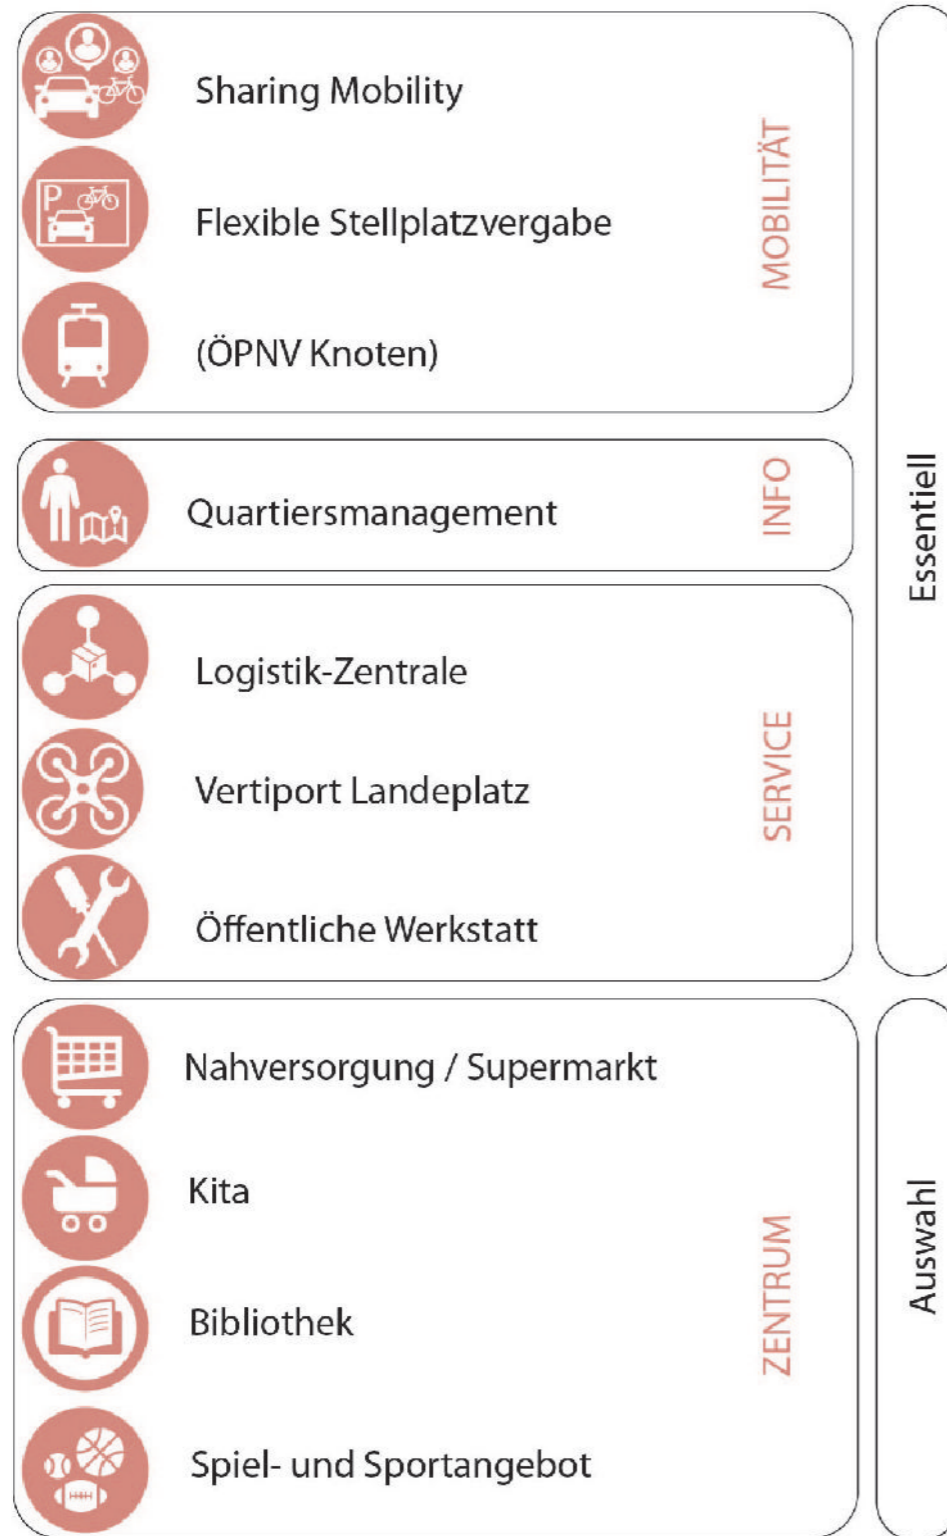 Sharing Mobility
Flexible Stellplatzvergabe
(ÖPNV Knoten)
MOBILITÄT
Quartiersmanagement
INFO
Logistik-Zentrale
Vertiport Landeplatz
Öffentliche Werkstatt
SERVICE
Essentiell
Nahversorgung / Supermarkt
Kita
Bibliothek
Spiel- und Sportangebot
ZENTRUM
Auswahl
P